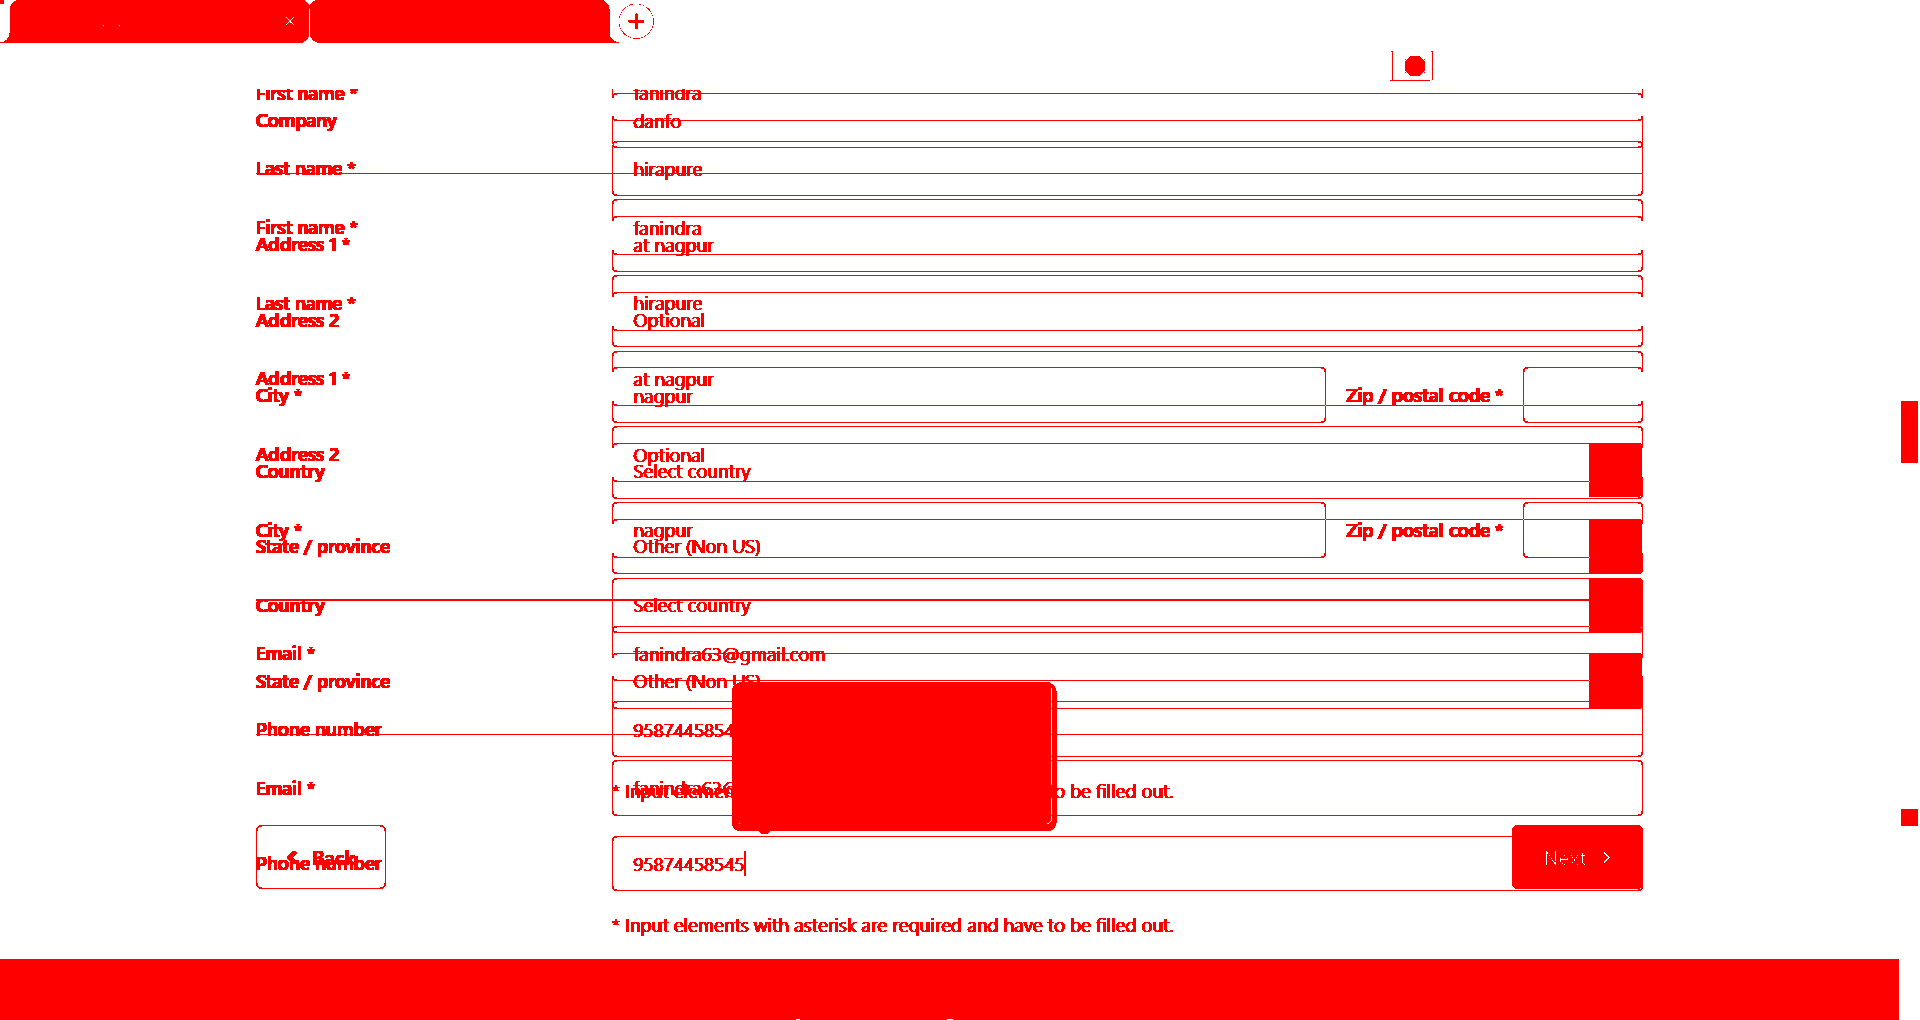 First name * fanindra
Company danfo
Last name * hirapure
First name * fanindra
Address 1 * at nagpur
Last name * hirapure
Address 2 Optional
Address 1 * at nagpur
City * nagpur Zip / postal code *
Address 2 Optional
Country Select country
City * nagpur Zip / postal code *
State / province Other (Non US)
Country Select country
Email * fanindra63@gmail.com
State / province Other (Non US)
Phone number 9587445854
Email * fanindra63
* Input elemen o be filled out.
Back Next
Phone number 95874458545
* Input elements with asterisk are required and have to be filled out.